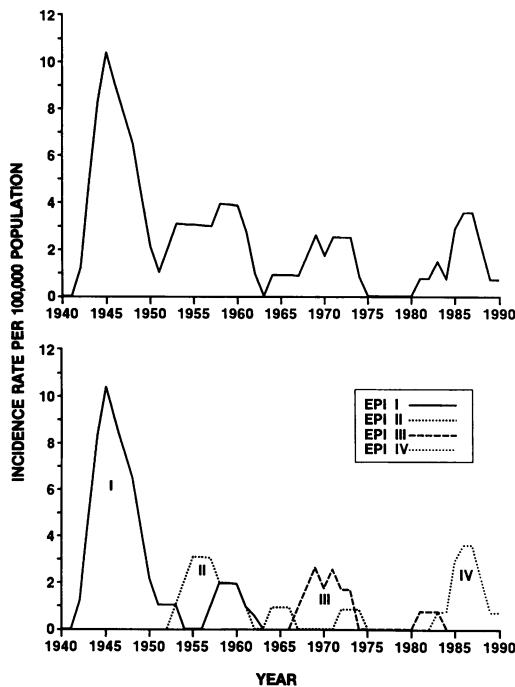 INCIDENCE RATE PER 100,000 POPULATION
12
10
8
6
4
2
0
1940 1945 1950 1955 1960 1965 1970 1975 1980 1985 1990
12
10
8
6
4
2
0
EPI I
EPI II
EPI III
EPI IV
I
II
III
IV
1940 1945 1950 1955 1960 1965 1970 1975 1980 1985 1990
YEAR